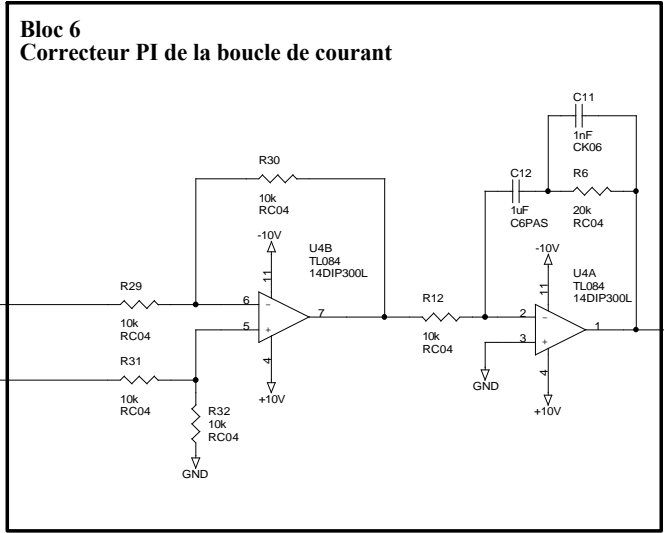 Bloc 6
Correcteur PI de la boucle de courant
C11
1nF
CK06
R30
10k
RC04
C12
1uF
C6PAS
R6
20k
RC04
-10V
11
U4B
TL084
14DIP300L
-10V
11
U4A
TL084
14DIP300L
R29
10k
RC04
6
-
5
+
7
4
+10V
R12
10k
RC04
2
-
3
+
1
4
+10V
GND
R31
10k
RC04
R32
10k
RC04
GND